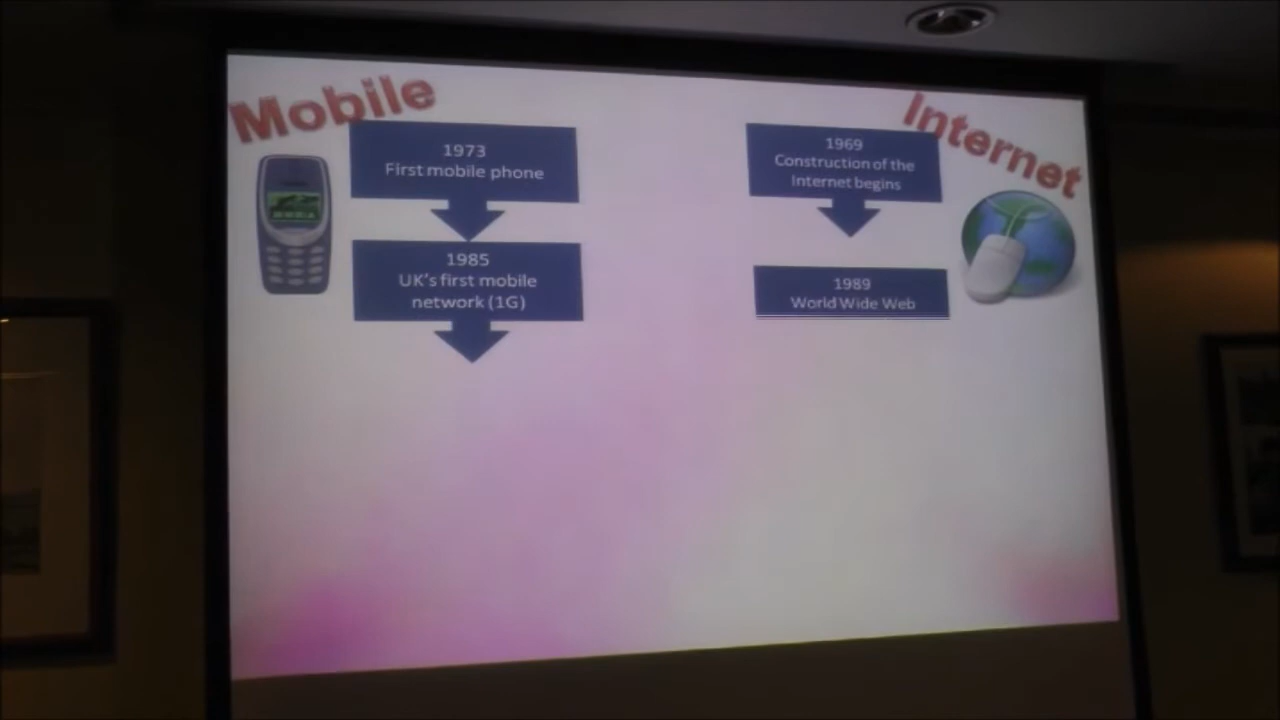 Mobile
1973
First mobile phone
1985
UK's first mobile
network (1G)
Internet
1969
Construction of the
Internet begins
1989
World Wide Web